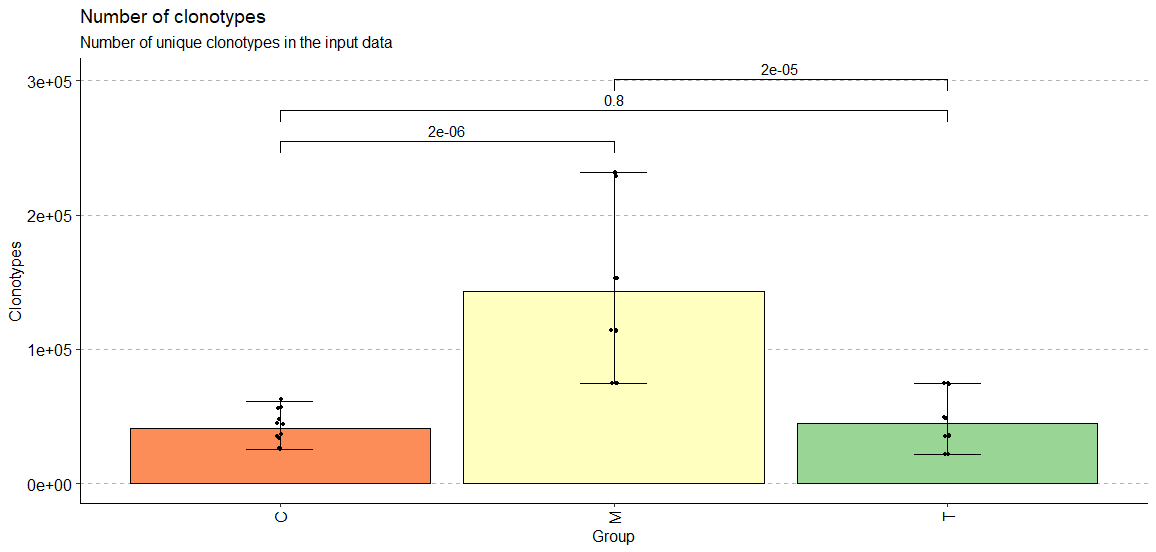 Number of clonotypes
Number of unique clonotypes in the input data
3e+05
2e+05
1e+05
0e+00
Clonotypes
2e-05
0.8
2e-06
C
M
T
Group